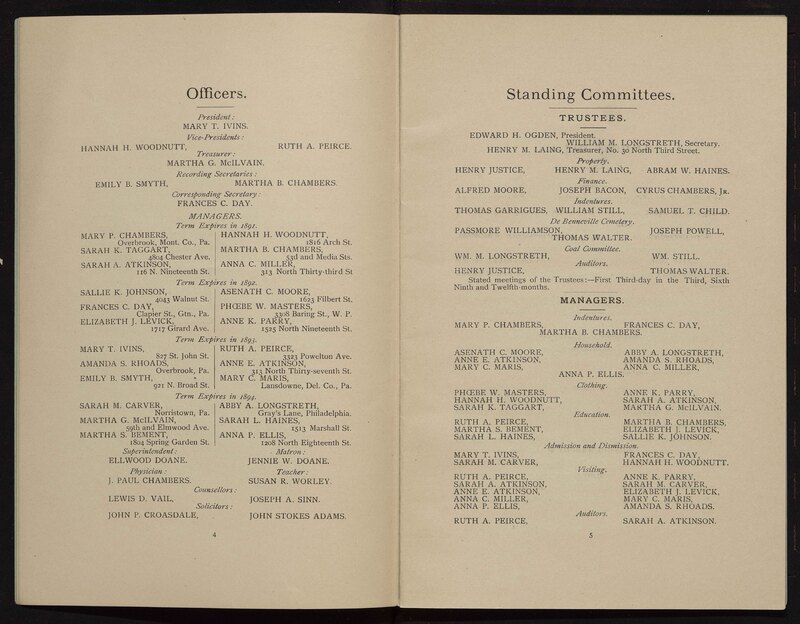 Officers.
President:
MARY T. IVINS.
Vice-Presidents:
HANNAH H. WOODNUTT, RUTH A. PEIRCE.
Treasurer:
MARTHA G. McILVAIN.
Recording Secretaries:
EMILY B. SMYTH, MARTHA B. CHAMBERS.
Corresponding Secretary:
FRANCES C. DAY.
MANAGERS.
Term Expires in 1891.
MARY P. CHAMBERS,
Overbrook, Mont. Co., Pa.
SARAH K. TAGGART,
4804 Chester Ave.
SARAH A. ATKINSON,
116 N. Nineteenth St.
HANNAH H. WOODNUTT,
1816 Arch St.
MARTHA B. CHAMBERS,
53d and Media Sts.
ANNA C. MILLER,
313 North Thirty-third St
Term Expires in 1892.
SALLIE K. JOHNSON,
4043 Walnut St.
FRANCES C. DAY,
Clapier St., Gtn., Pa.
ELIZABETH J. LEVICK,
1717 Girard Ave.
ASENATH C. MOORE,
1623 Filbert St.
PHŒBE W. MASTERS,
3308 Baring St., W. P.
ANNE K. PARRY,
1525 North Nineteenth St.
Term Expires in 1893.
MARY T. IVINS,
827 St. John St.
AMANDA S. RHOADS,
Overbrook, Pa.
EMILY B. SMYTH,
921 N. Broad St.
RUTH A. PEIRCE,
3323 Powelton Ave.
ANNE E. ATKINSON,
313 North Thirty-seventh St.
MARY C. MARIS,
Lansdowne, Del. Co., Pa.
Term Expires in 1894.
SARAH M. CARVER,
Norristown, Pa.
MARTHA G. McILVAIN,
59th and Elmwood Ave.
MARTHA S. BEMENT,
1804 Spring Garden St.
ABBY A. LONGSTRETH,
Gray's Lane, Philadelphia.
SARAH L. HAINES,
1513 Marshall St.
ANNA P. ELLIS,
1208 North Eighteenth St.
Superintendent: Matron:
ELLWOOD DOANE. JENNIE W. DOANE.
Physician: Teacher:
J. PAUL CHAMBERS. SUSAN R. WORLEY.
Counsellors:
LEWIS D. VAIL, JOSEPH A. SINN.
Solicitors:
JOHN P. CROASDALE, JOHN STOKES ADAMS.
4
Standing Committees.
TRUSTEES.
EDWARD H. OGDEN, President.
WILLIAM M. LONGSTRETH, Secretary.
HENRY M. LAING, Treasurer, No. 30 North Third Street.
Property.
HENRY JUSTICE, HENRY M. LAING, ABRAM W. HAINES.
Finance.
ALFRED MOORE, JOSEPH BACON, CYRUS CHAMBERS, Jr.
Indentures.
THOMAS GARRIGUES, WILLIAM STILL, SAMUEL T. CHILD.
De Benneville Cemetery.
PASSMORE WILLIAMSON, JOSEPH POWELL,
THOMAS WALTER.
Coal Committee.
WM. M. LONGSTRETH, WM. STILL.
Auditors.
HENRY JUSTICE, THOMAS WALTER.
Stated meetings of the Trustees:—First Third-day in the Third, Sixth
Ninth and Twelfth-months.
MANAGERS.
Indentures.
MARY P. CHAMBERS, FRANCES C. DAY,
MARTHA B. CHAMBERS.
Household.
ASENATH C. MOORE, ABBY A. LONGSTRETH,
ANNE E. ATKINSON, AMANDA S. RHOADS,
MARY C. MARIS, ANNA C. MILLER,
ANNA P. ELLIS.
Clothing.
PHŒBE W. MASTERS, ANNE K. PARRY,
HANNAH H. WOODNUTT, SARAH A. ATKINSON,
SARAH K. TAGGART, MARTHA G. McILVAIN.
Education.
RUTH A, PEIRCE, MARTHA B. CHAMBERS,
MARTHA S. BEMENT, ELIZABETH J. LEVICK,
SARAH L. HAINES, SALLIE K. JOHNSON.
Admission and Dismission.
MARY T. IVINS, FRANCES C. DAY,
SARAH M. CARVER, HANNAH H. WOODNUTT.
Visiting.
RUTH A. PEIRCE, ANNE K. PARRY,
SARAH A. ATKINSON, SARAH M. CARVER,
ANNE E. ATKINSON, ELIZABETH J. LEVICK,
ANNA C. MILLER, MARY C. MARIS,
ANNA P. ELLIS, AMANDA S. RHOADS.
Auditors.
RUTH A. PEIRCE, SARAH A. ATKINSON.
5